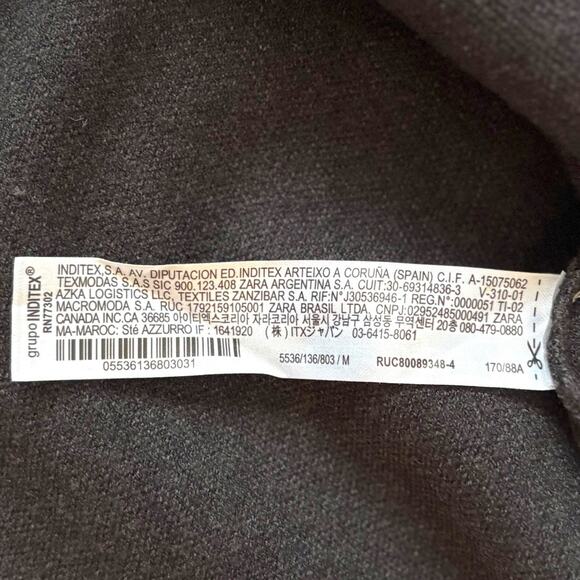 grupo INDITEX®
RN77302
INDITEX,S.A. AV. DIPUTACION ED.INDITEX ARTEIXO A CORUÑA (SPAIN) C.I.F. A-15075062
TEXMODAS S.A.S SIC 900.123.408 ZARA ARGENTINA S.A. CUIT:30-69314836-3 V-310-01
AZKA LOGISTICS LLC, TEXTILES ZANZIBAR S.A. RIF:N°J30536946-1 REG.N°:0000051 TT-02
MACROMODA S.A. RUC 1792159105001 ZARA BRASIL LTDA. CNPJ:02952485000491 ZARA
CANADA INC.CA 36685 아이티엑스코리아 자라코리아 서울시 강남구 삼성동 무역센터 20층 080-479-0880
MA-MAROC: Sté AZZURRO IF : 1641920 (株) ITXジャパン 03-6415-8061
05536136803031
5536/136/803 / M
RUC80089348-4
170/88A